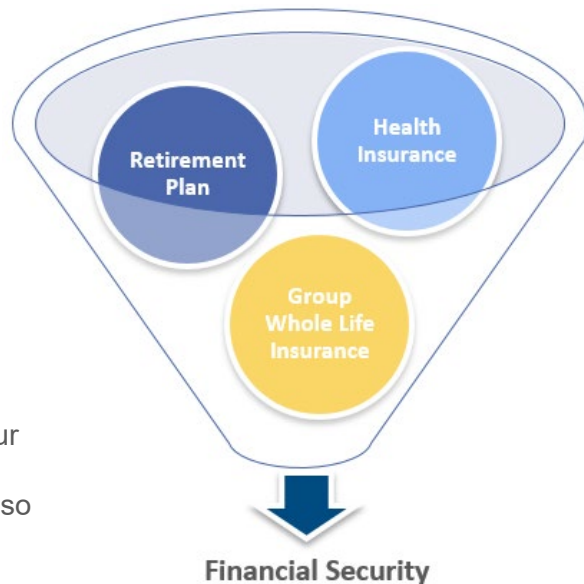 Health
Insurance
Retirement
Plan
Group
Whole Life
Insurance
ur
so
Financial Security